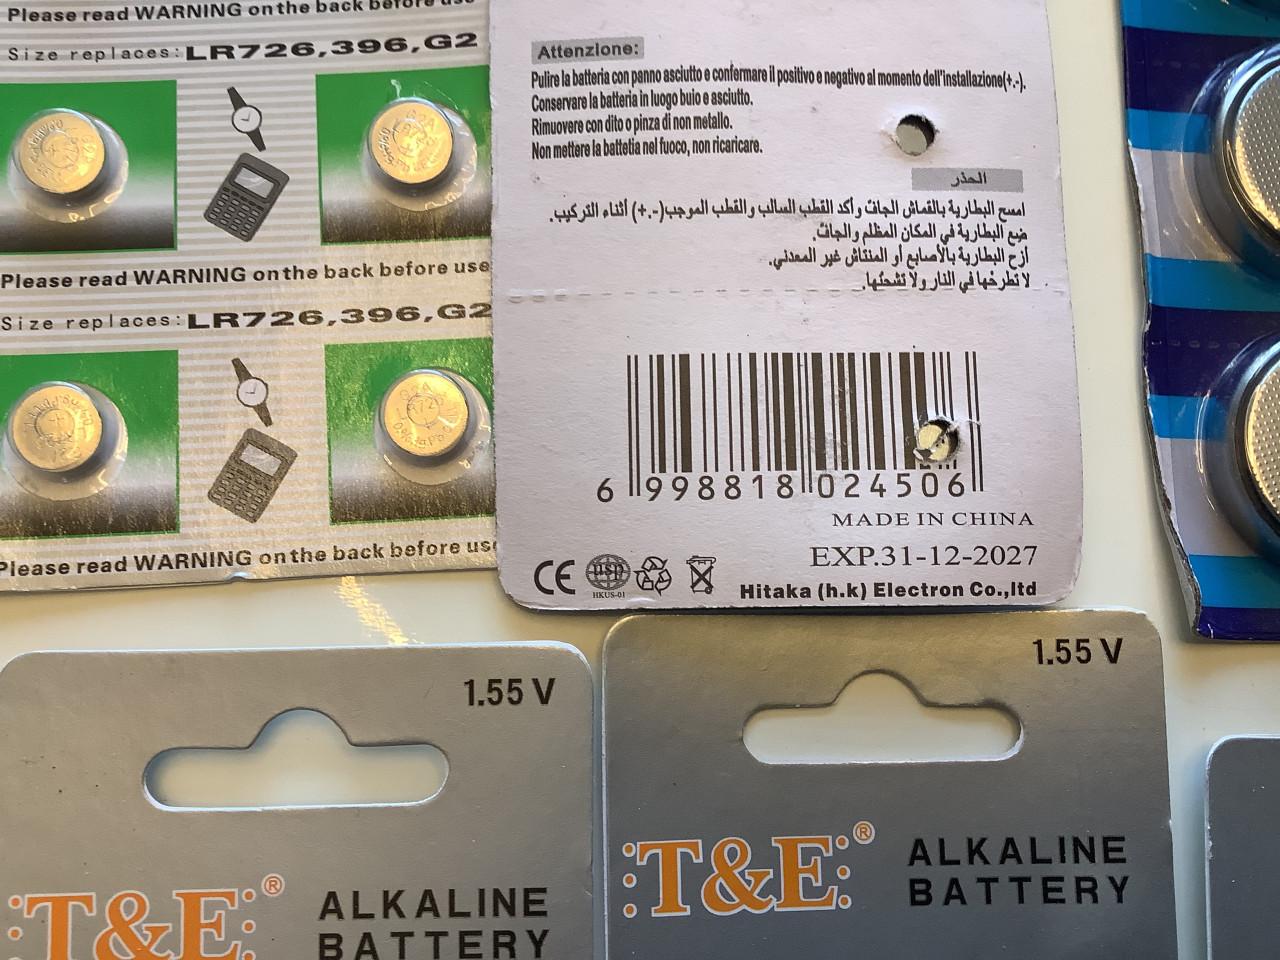 Please read WARNING on the back before use
Size replaces: LR726,396,G2
Please read WARNING on the back before use
Size replaces: LR726,396,G2
Please read WARNING on the back before use
Attenzione:
Pulire la batteria con panno asciutto e confermare il positivo e negativo al momento dell'installazione(+.-).
Conservare la batteria in luogo buio e asciutto.
Rimuovere con dito o pinza di non metallo.
Non mettere la battetia nel fuoco, non ricaricare.
الحذر
امسح البطارية بالقماش الجاف وأكد القطب السالب والقطب الموجب(-.+) أثناء التركيب.
ضع البطارية في المكان المظلم والجاف.
أزح البطارية بالأصابع أو المنتاش غير المعدني.
لا تطرحها في النار ولا تشحنها.
6 998818 024506
MADE IN CHINA
EXP.31-12-2027
CE usp
HKUS-01
Hitaka (h.k) Electron Co.,ltd
1.55 V
T&E® ALKALINE
BATTERY
1.55 V
T&E® ALKALINE
BATTERY